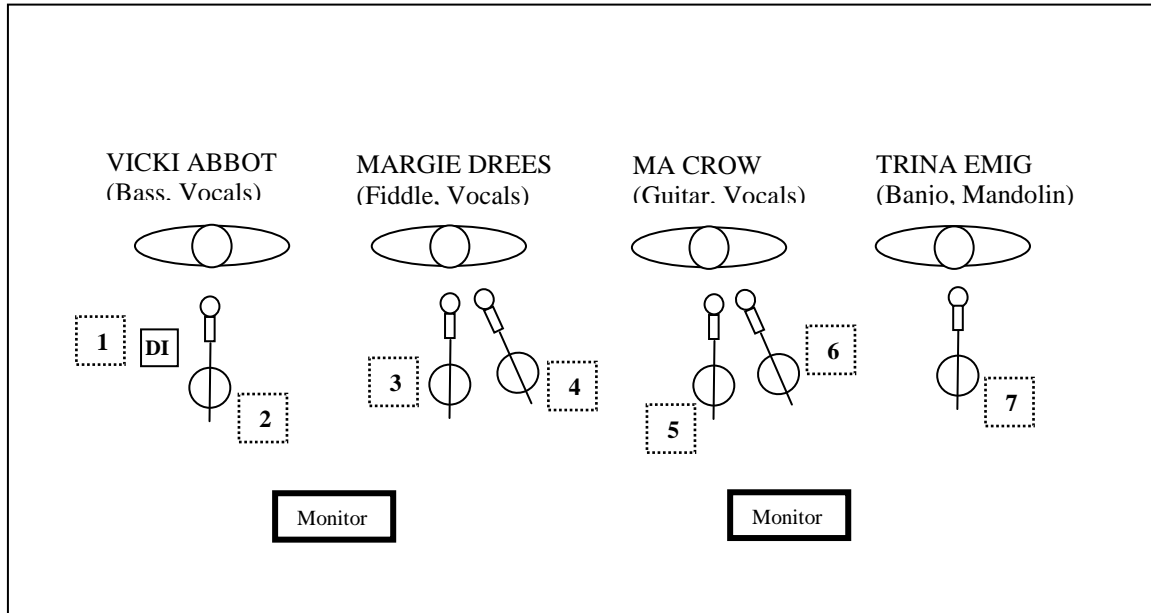 VICKI ABBOT
(Bass, Vocals)
MARGIE DREES
(Fiddle, Vocals)
MA CROW
(Guitar, Vocals)
TRINA EMIG
(Banjo, Mandolin)
1
DI
2
3
4
5
6
7
Monitor
Monitor